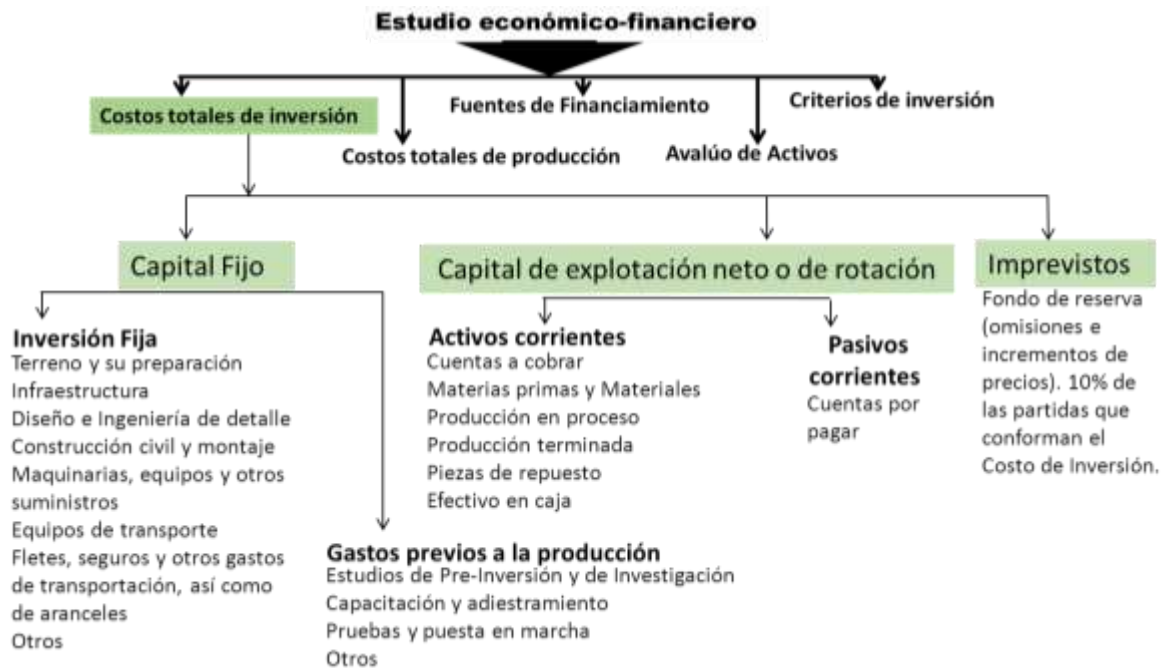 Estudio económico-financiero
Costos totales de inversión
Fuentes de Financiamiento
Criterios de inversión
Costos totales de producción
Avalúo de Activos
Capital Fijo
Capital de explotación neto o de rotación
Imprevistos
Inversión Fija
Terreno y su preparación
Infraestructura
Diseño e Ingeniería de detalle
Construcción civil y montaje
Maquinarias, equipos y otros
suministros
Equipos de transporte
Fletes, seguros y otros gastos
de transportación, así como
de aranceles
Otros
Gastos previos a la producción
Estudios de Pre-Inversión y de Investigación
Capacitación y adiestramiento
Pruebas y puesta en marcha
Otros
Activos corrientes
Cuentas a cobrar
Materias primas y Materiales
Producción en proceso
Producción terminada
Piezas de repuesto
Efectivo en caja
Pasivos
corrientes
Cuentas por
pagar
Fondo de reserva
(omisiones e
incrementos de
precios). 10% de
las partidas que
conforman el
Costo de Inversión.